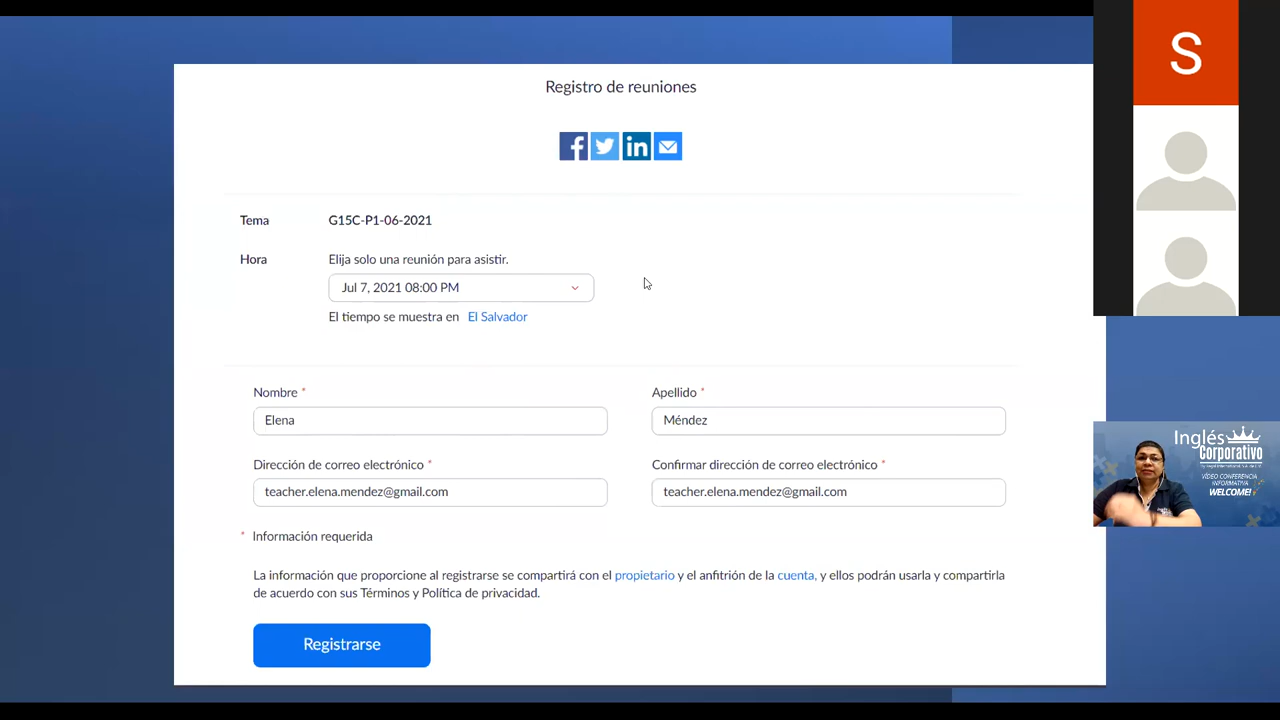 Registro de reuniones
Tema
G15C-P1-06-2021
Hora
Elija solo una reunión para asistir.
Jul 7, 2021 08:00 PM
El tiempo se muestra en El Salvador
Nombre *
Apellido *
Elena
Méndez
Dirección de correo electrónico *
Confirmar dirección de correo electrónico *
teacher.elena.mendez@gmail.com
teacher.elena.mendez@gmail.com
* Información requerida
La información que proporcione al registrarse se compartirá con el propietario y el anfitrión de la cuenta, y ellos podrán usarla y compartirla
de acuerdo con sus Términos y Política de privacidad.
Registrarse
S
Inglés
Corporativo
VÍDEO CONFERENCIA
INFORMATIVA
WELCOME!